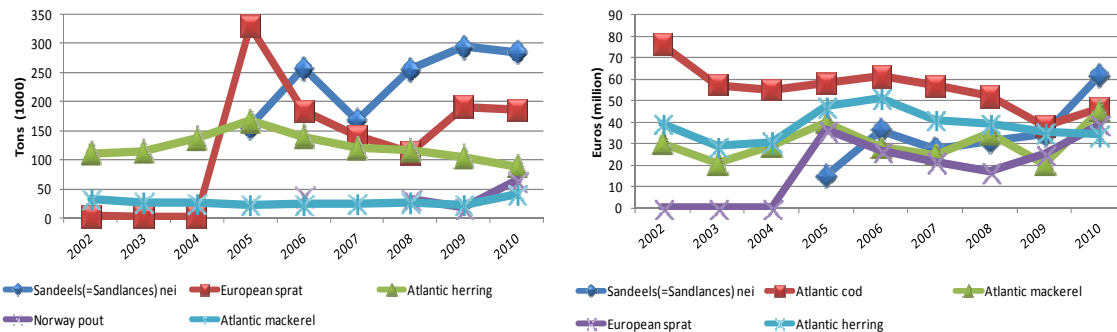 350
300
250
200
150
100
50
0
Tons (1000)
2002 2003 2004 2005 2006 2007 2008 2009 2010
Sandeels(=Sandlances) nei European sprat Atlantic herring
Norway pout Atlantic mackerel
90
80
70
60
50
40
30
20
10
0
Euros (million)
2002 2003 2004 2005 2006 2007 2008 2009 2010
Sandeels(=Sandlances) nei Atlantic cod Atlantic mackerel
European sprat Atlantic herring